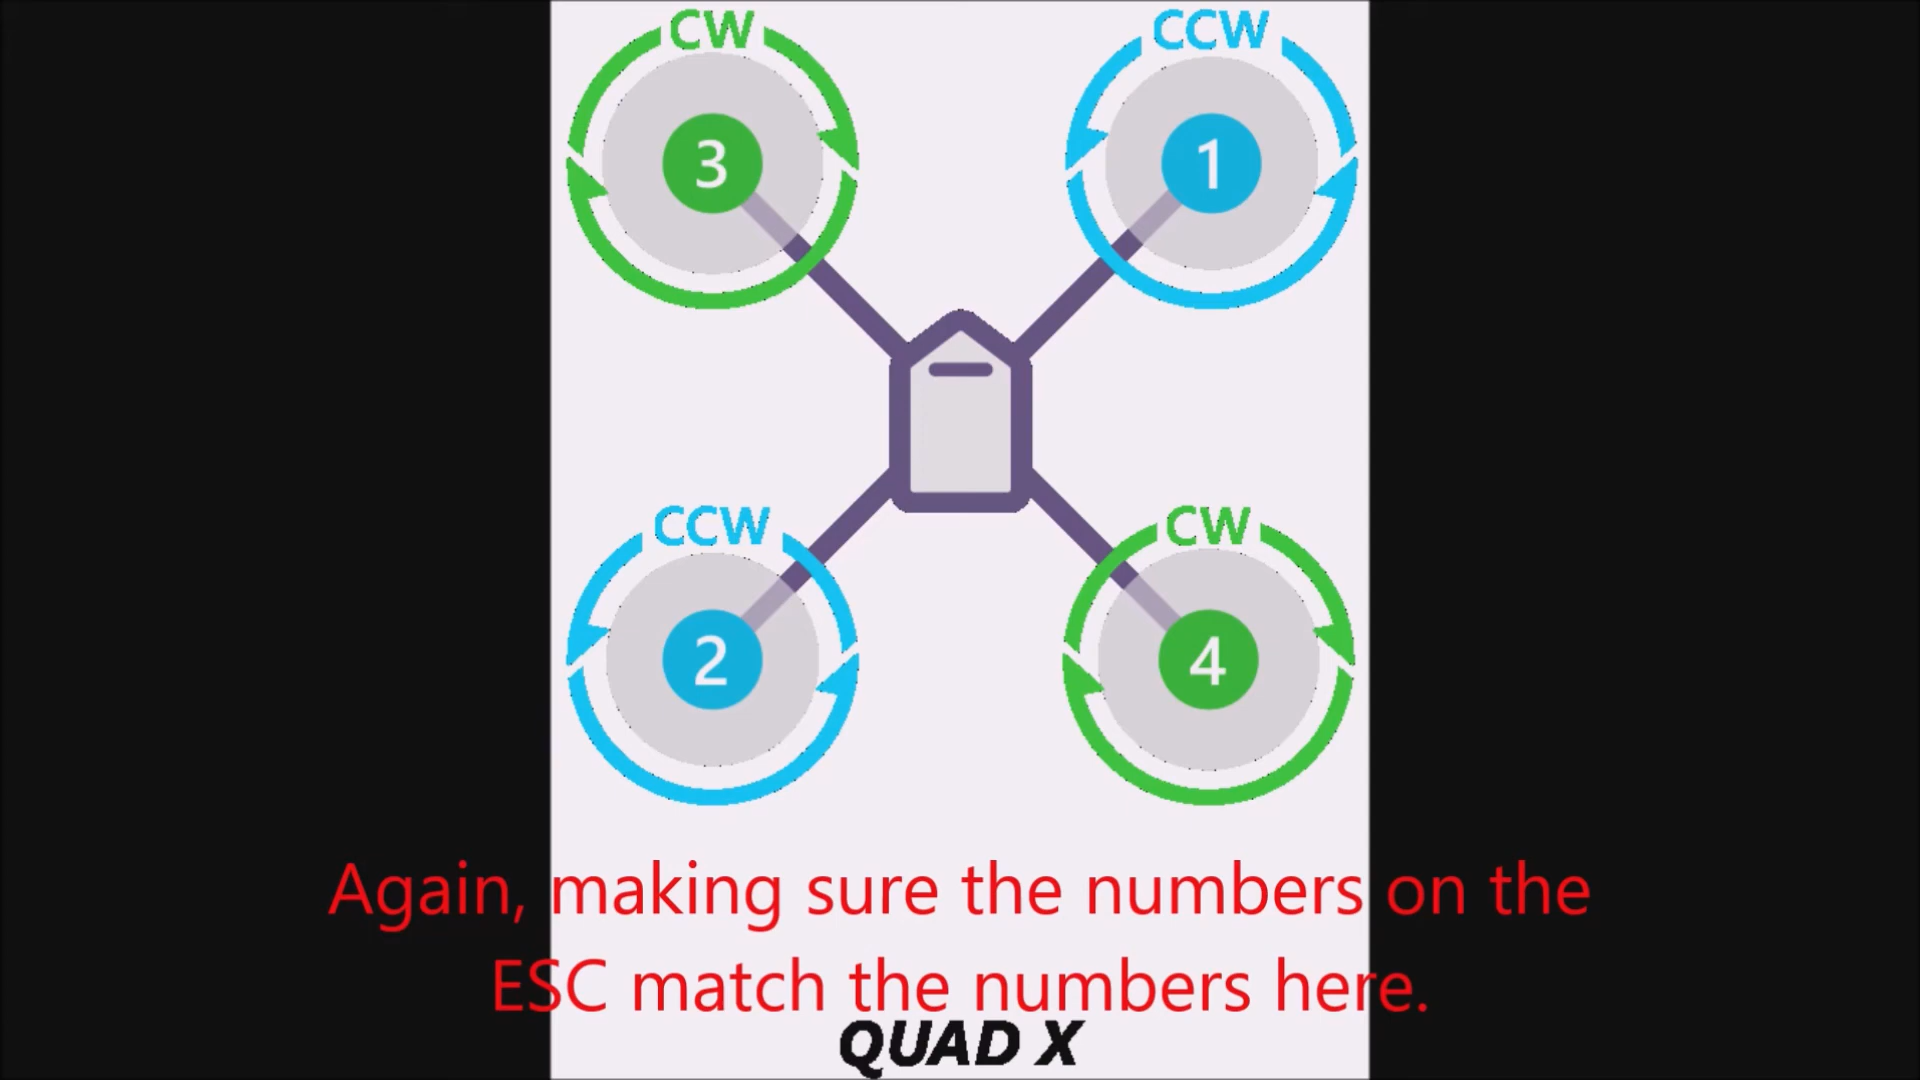 CW
CCW
3
1
CCW
CW
2
4
Again, making sure the numbers on the
ESC match the numbers here.
QUAD X